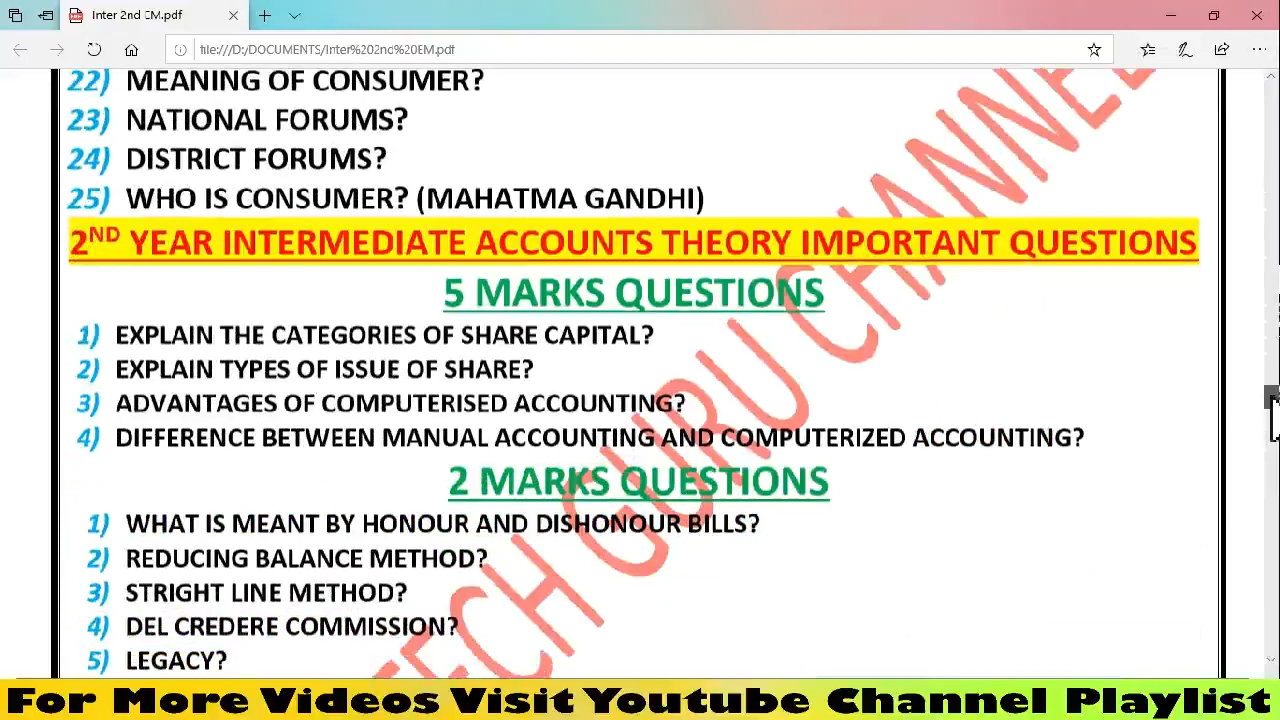 Inter 2nd EM.pdf
file:///D:/DOCUMENTS/Inter%202nd%20EM.pdf
22) MEANING OF CONSUMER?
23) NATIONAL FORUMS?
24) DISTRICT FORUMS?
25) WHO IS CONSUMER? (MAHATMA GANDHI)
2ND YEAR INTERMEDIATE ACCOUNTS THEORY IMPORTANT QUESTIONS
5 MARKS QUESTIONS
1) EXPLAIN THE CATEGORIES OF SHARE CAPITAL?
2) EXPLAIN TYPES OF ISSUE OF SHARE?
3) ADVANTAGES OF COMPUTERISED ACCOUNTING?
4) DIFFERENCE BETWEEN MANUAL ACCOUNTING AND COMPUTERIZED ACCOUNTING?
2 MARKS QUESTIONS
1) WHAT IS MEANT BY HONOUR AND DISHONOUR BILLS?
2) REDUCING BALANCE METHOD?
3) STRIGHT LINE METHOD?
4) DEL CREDERE COMMISSION?
5) LEGACY?
TECH GURU CHANNEL
For More Videos Visit Youtube Channel Playlist